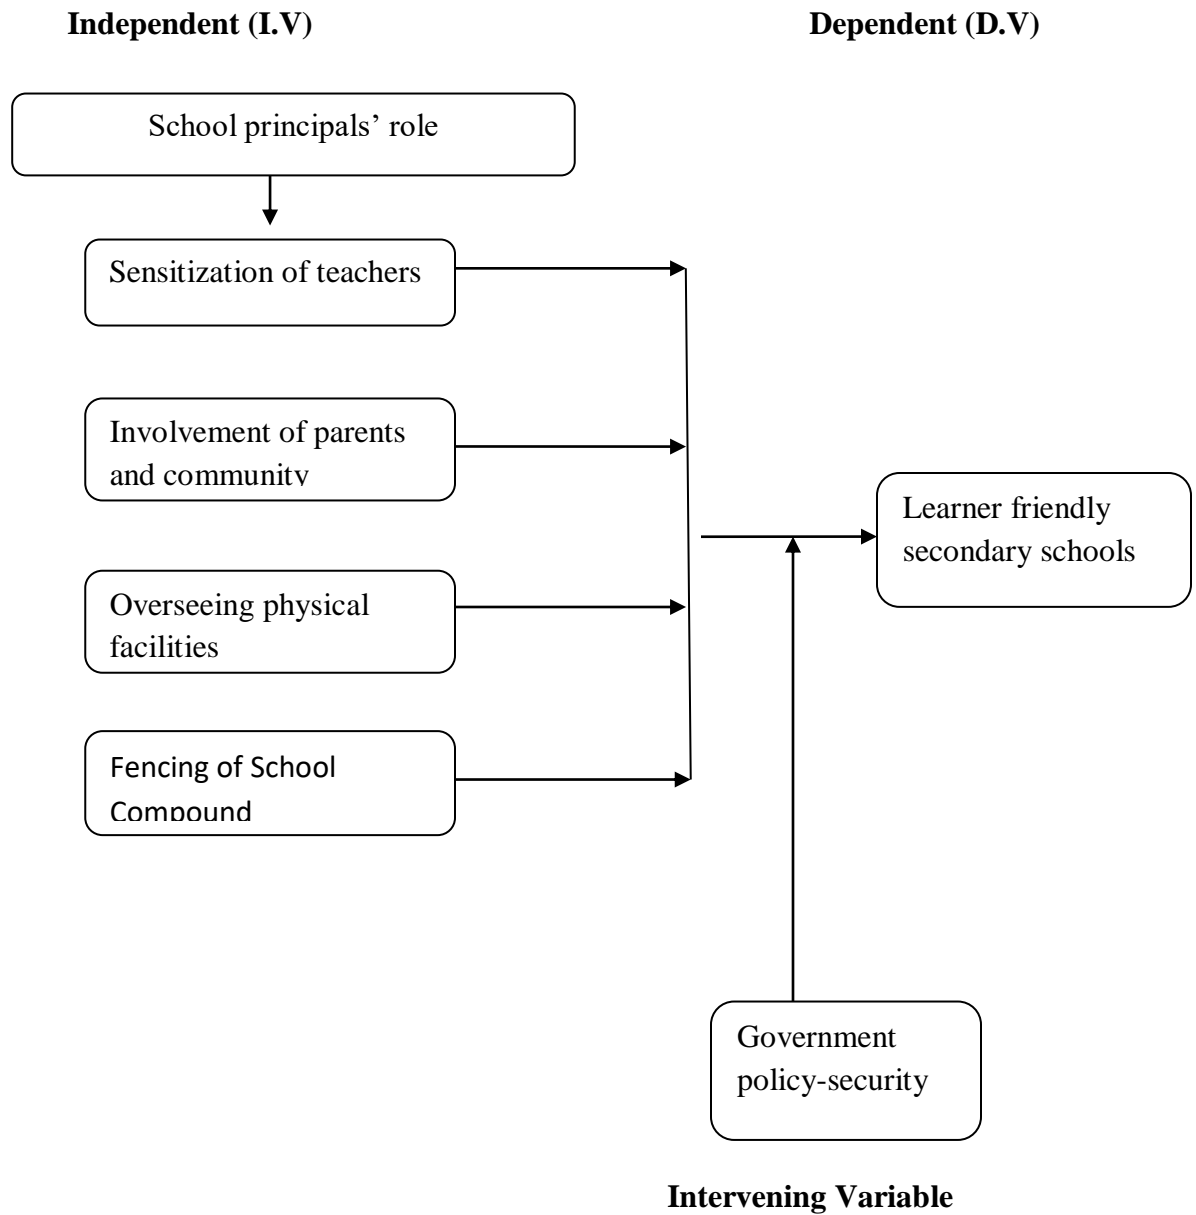 Independent (I.V)
Dependent (D.V)
School principals’ role
Sensitization of teachers
Involvement of parents
and community
Overseeing physical
facilities
Fencing of School
Compound
Learner friendly
secondary schools
Government
policy-security
Intervening Variable